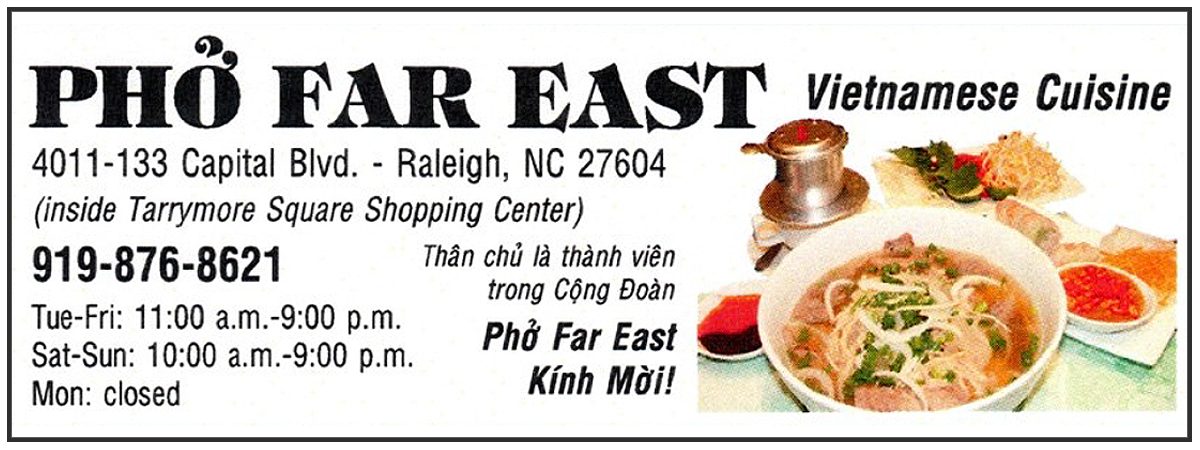 PHỞ FAR EAST
Vietnamese Cuisine
4011-133 Capital Blvd. - Raleigh, NC 27604
(inside Tarrymore Square Shopping Center)
919-876-8621
Tue-Fri: 11:00 a.m.-9:00 p.m.
Sat-Sun: 10:00 a.m.-9:00 p.m.
Mon: closed
Thân chủ là thành viên
trong Cộng Đoàn
Phở Far East
Kính Mời!